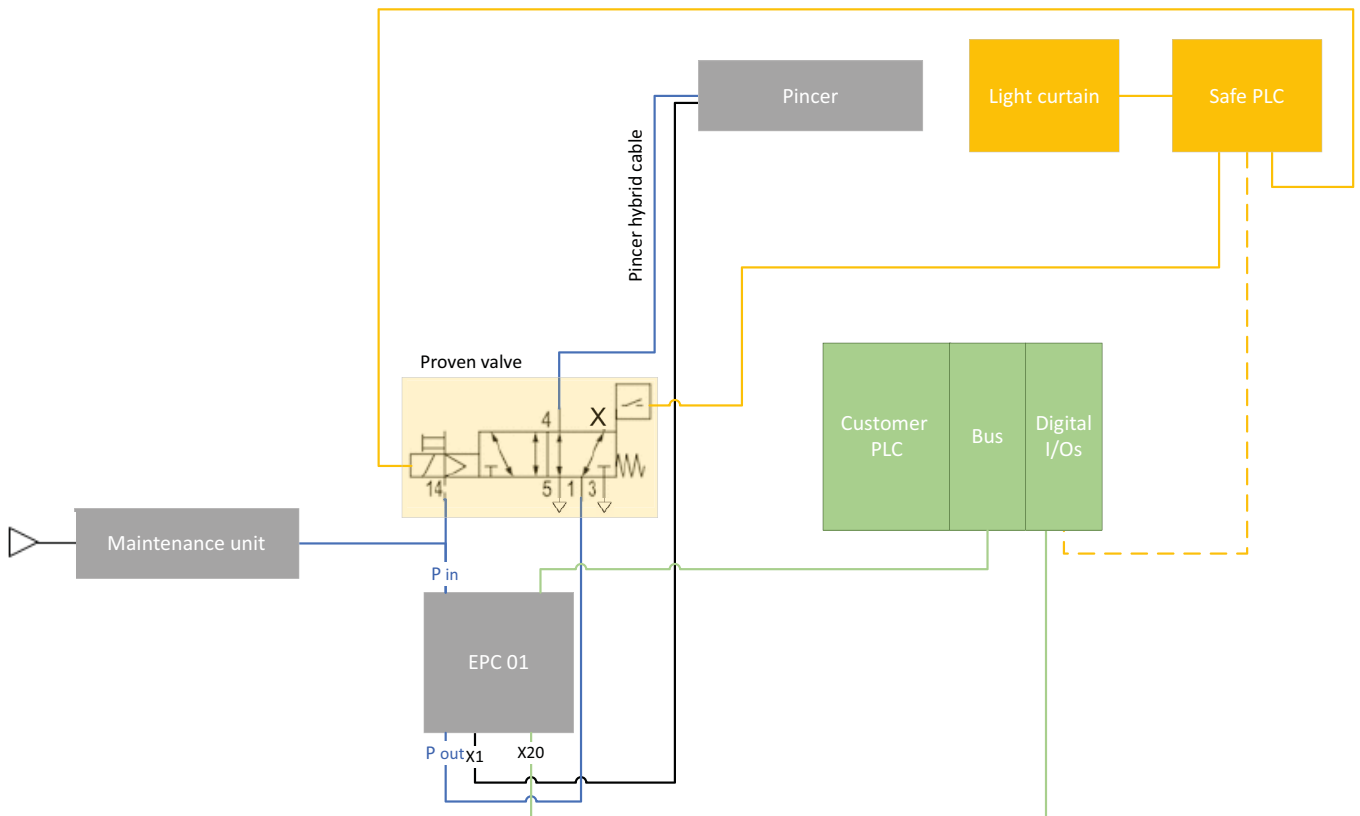 Pincer
Light curtain
Safe PLC
Pincer hybrid cable
Proven valve
4
X
14
5
1
3
Customer
PLC
Bus
Digital
I/Os
Maintenance unit
P in
EPC 01
P out
X1
X20